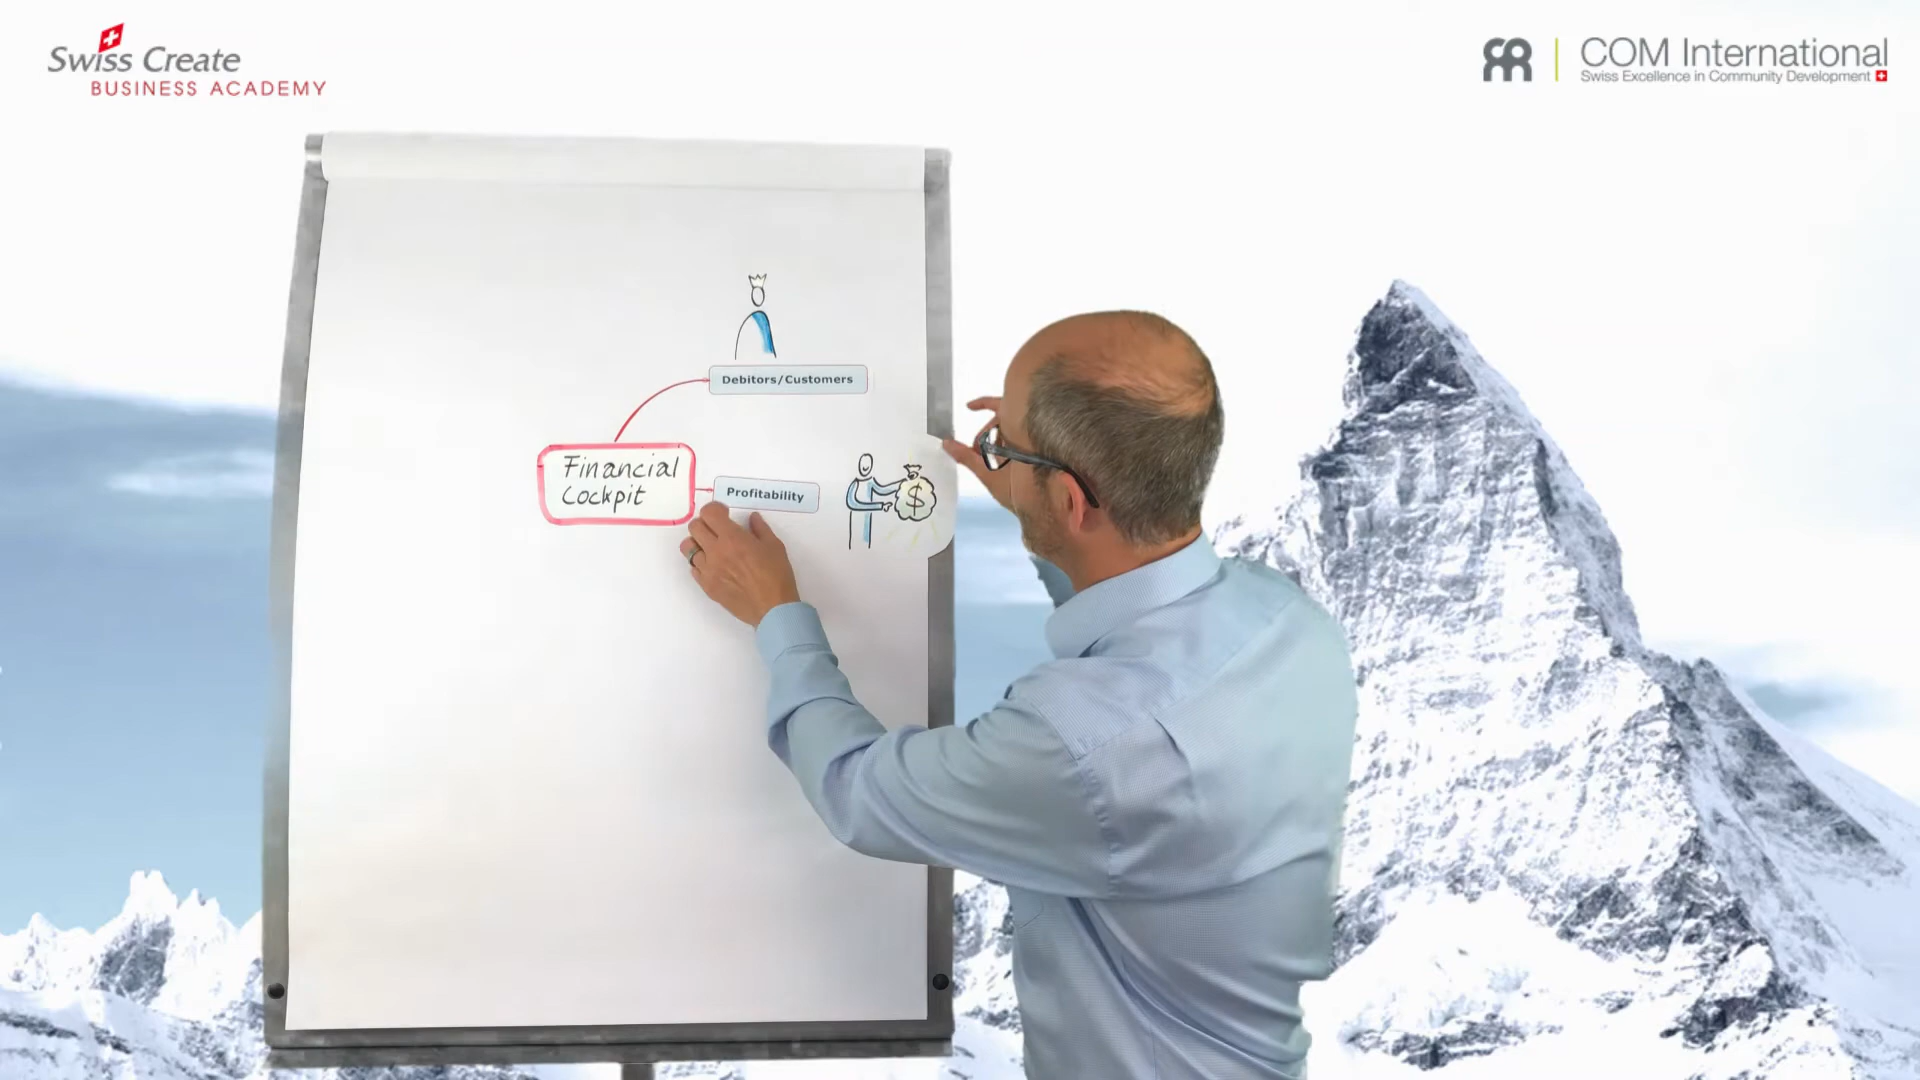 Swiss Create
BUSINESS ACADEMY
COM International
Swiss Excellence in Community Development
Debitors/Customers
Financial
Cockpit
Profitability
$